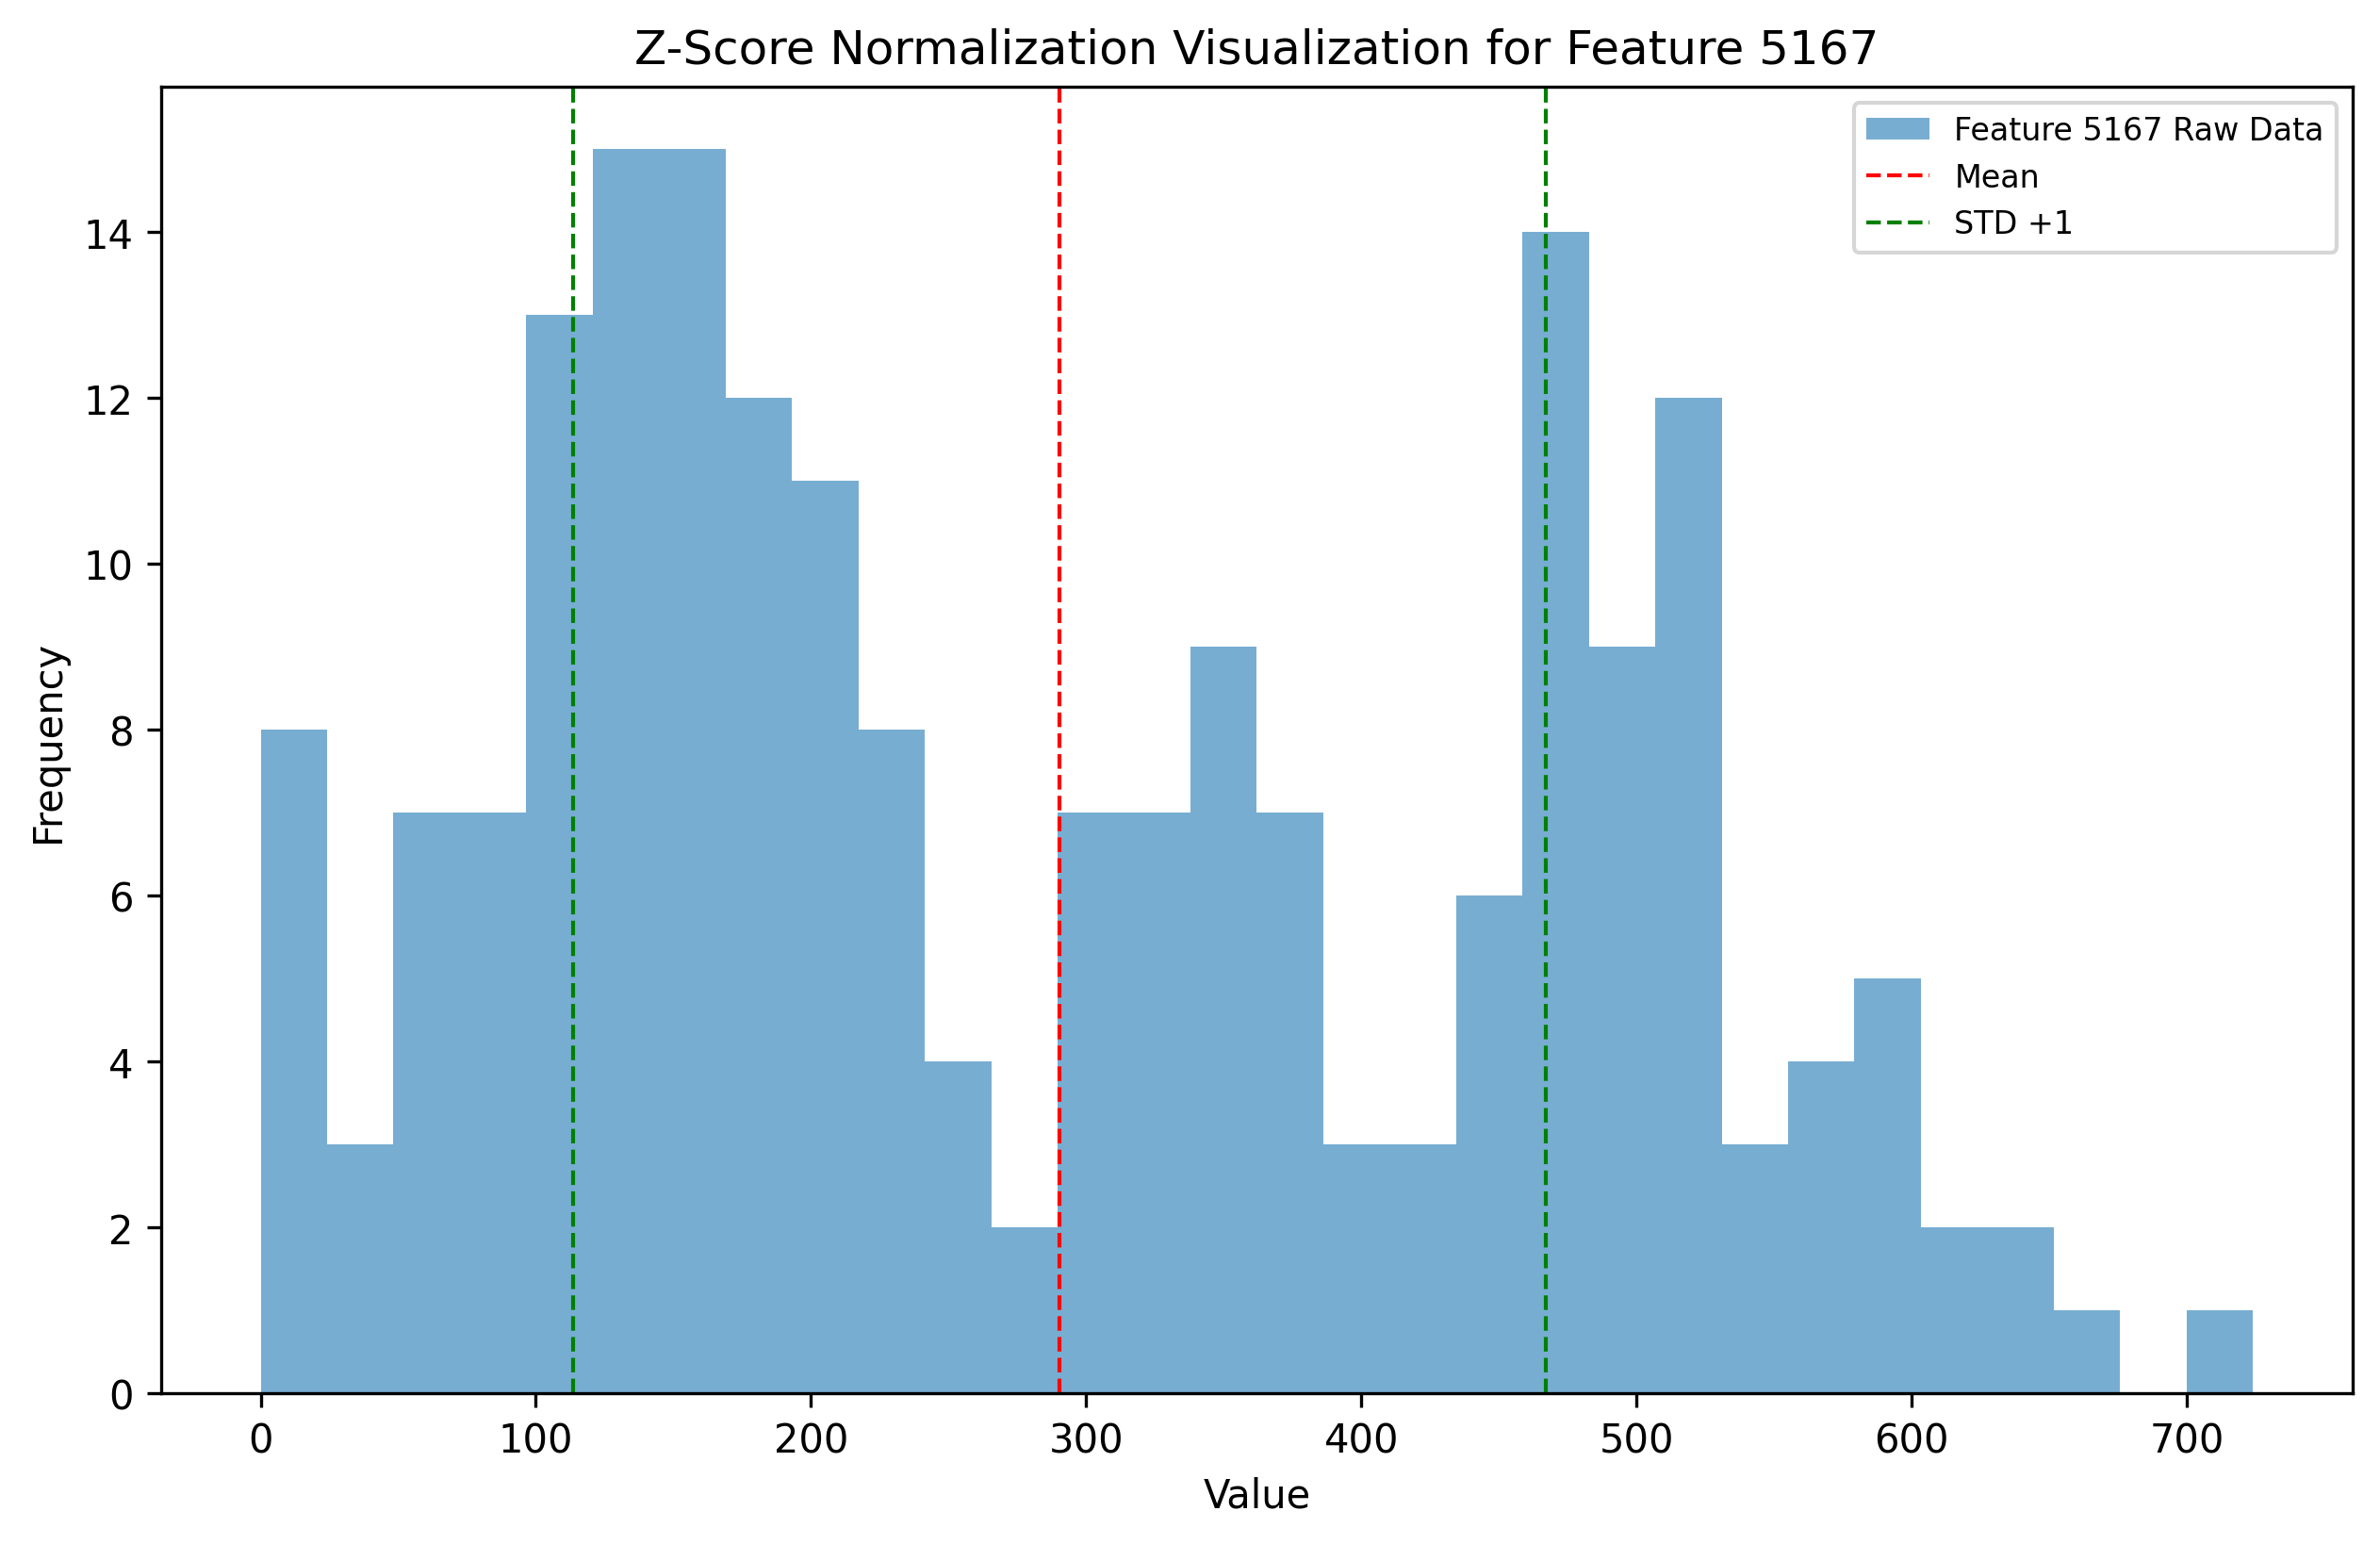 Z-Score Normalization Visualization for Feature 5167
Feature 5167 Raw Data
Mean
STD +1
14
12
10
8
6
4
2
0
Frequency
0 100 200 300 400 500 600 700
Value